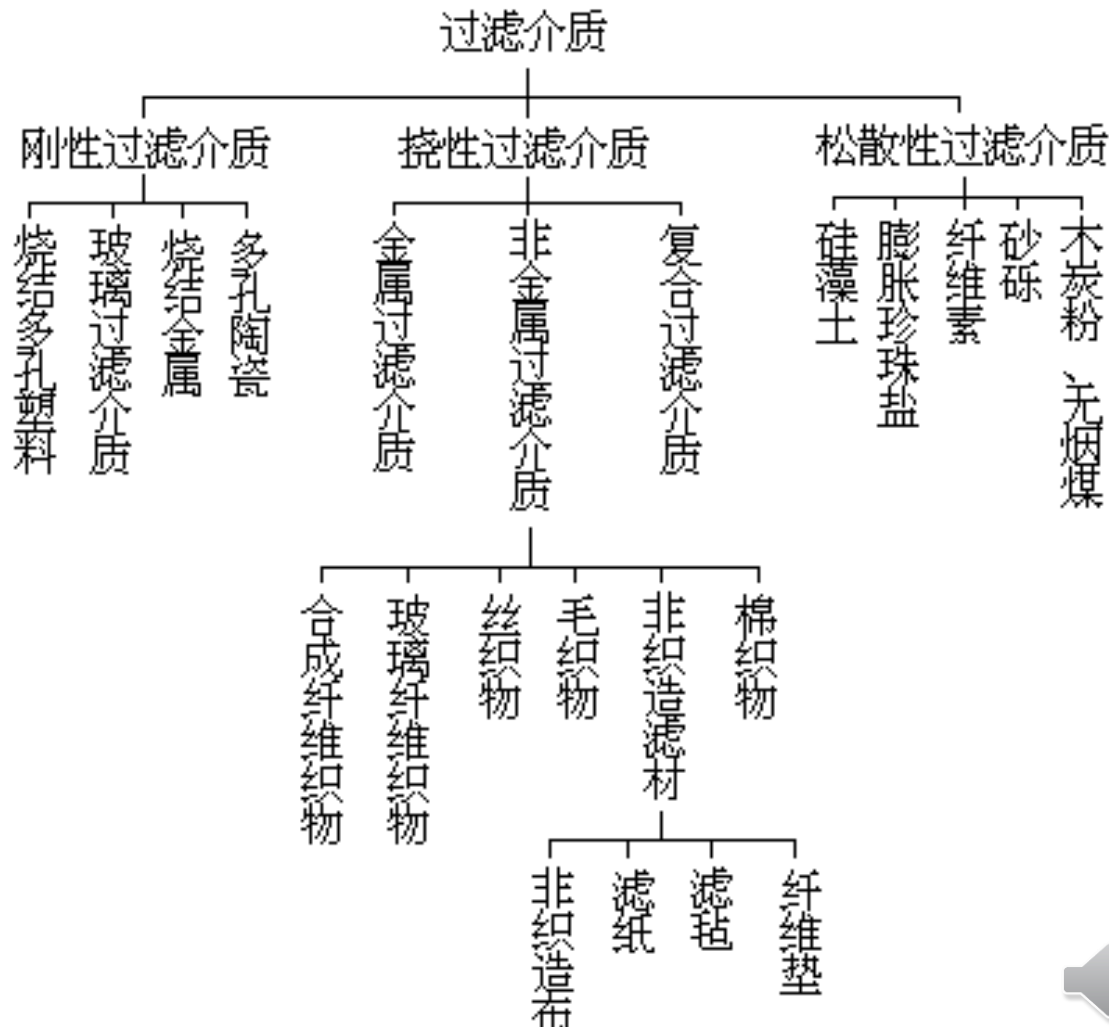 过滤介质
刚性过滤介质
挠性过滤介质
松散性过滤介质
烧结多孔塑料
玻璃过滤介质
烧结金属
多孔陶瓷
金属过滤介质
非金属过滤介质
复合过滤介质
硅藻土
膨胀珍珠盐
纤维素
砂砾
木炭粉、无烟煤
合成纤维织物
玻璃纤维织物
丝织物
毛织物
非织造滤材
棉织物
非织造布
滤纸
滤毡
纤维垫